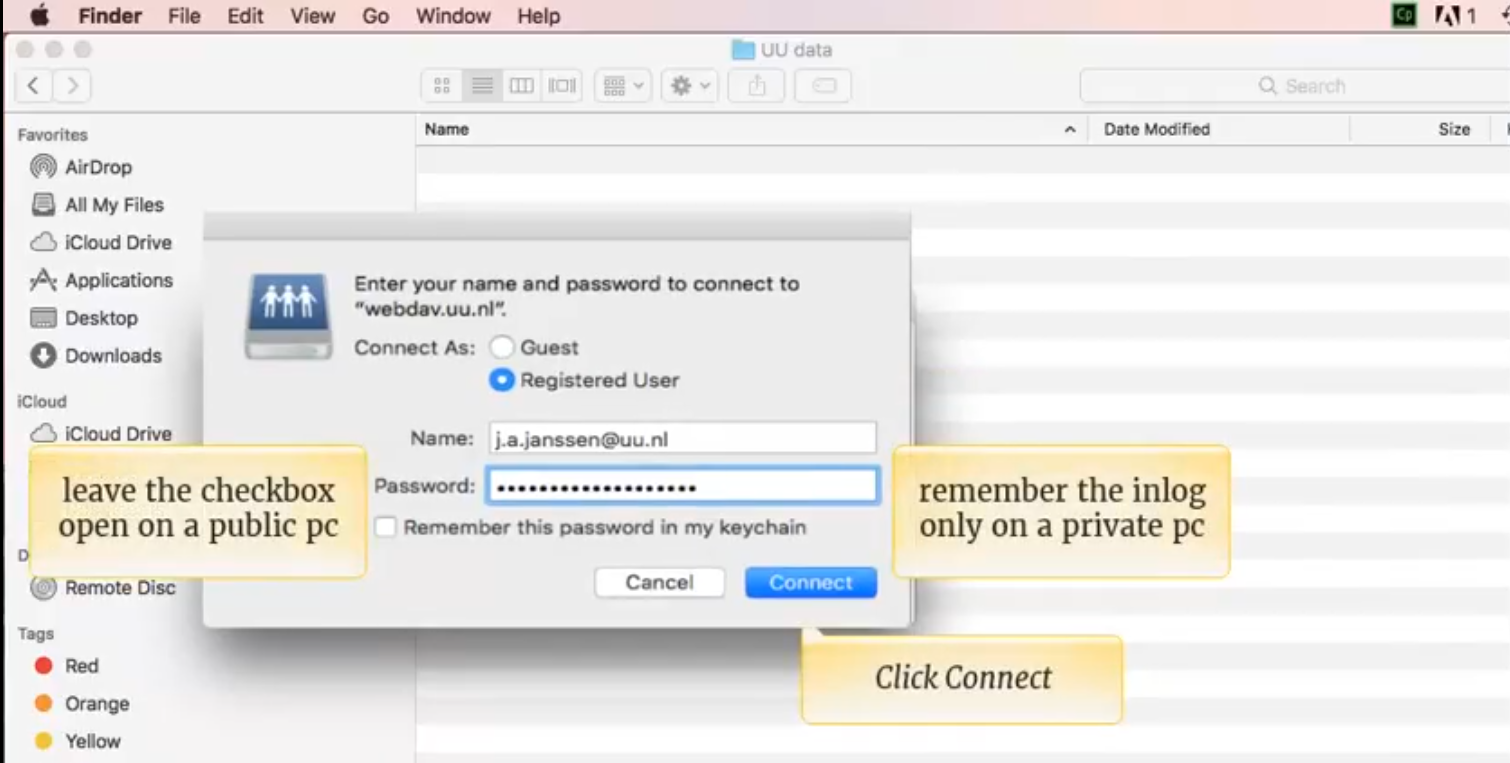 Finder File Edit View Go Window Help
Cp 1
UU data
Search
Favorites
Name Date Modified Size
AirDrop
All My Files
iCloud Drive
Applications
Desktop
Downloads
iCloud
iCloud Drive
Remote Disc
Tags
Red
Orange
Yellow
Enter your name and password to connect to
“webdav.uu.nl”.
Connect As: Guest
Registered User
Name: j.a.janssen@uu.nl
Password: •••••••••••••••••••
Remember this password in my keychain
Cancel Connect
leave the checkbox
open on a public pc
remember the inlog
only on a private pc
Click Connect